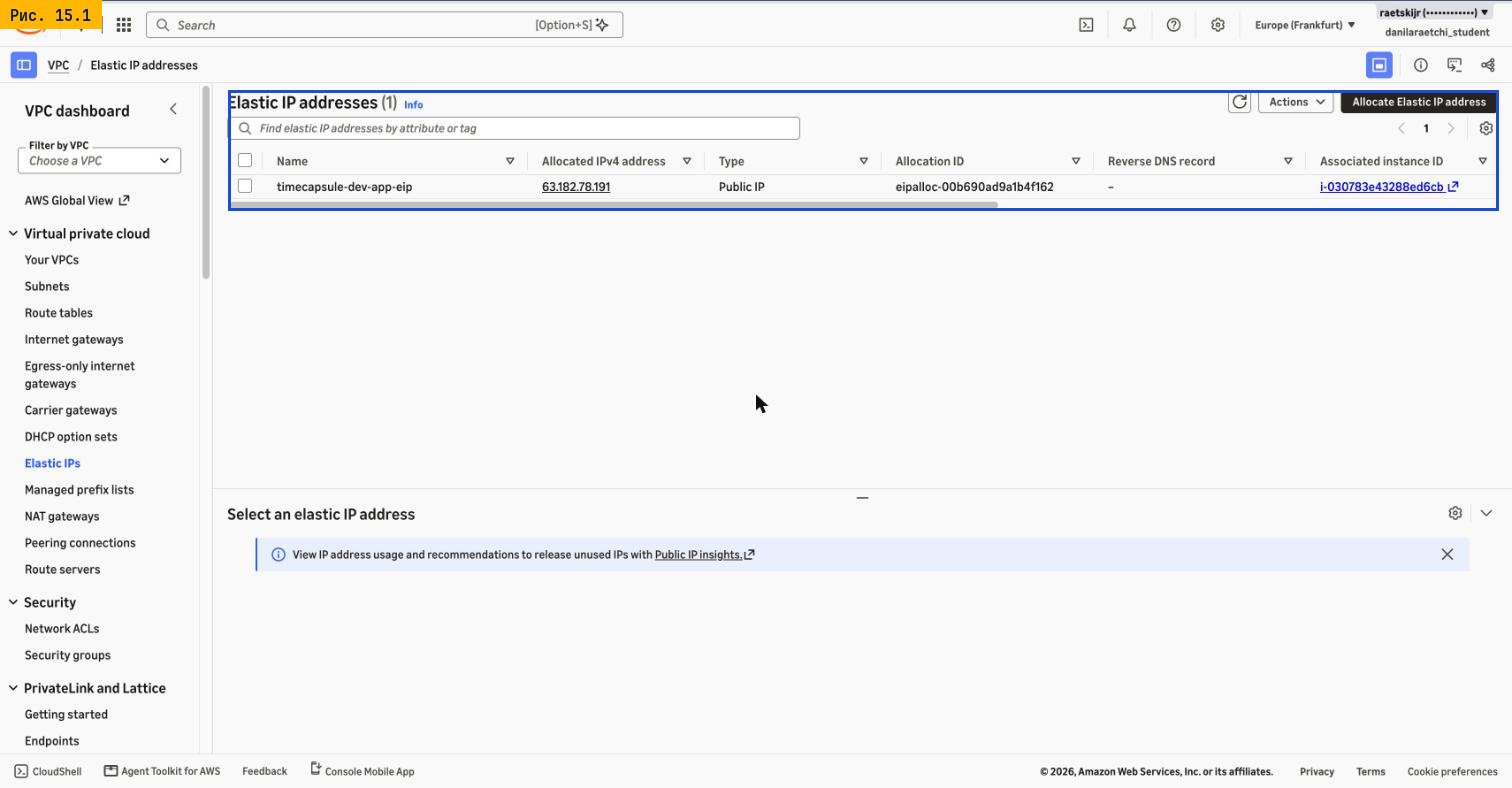 Рис. 15.1
Search [Option+S]
Europe (Frankfurt) ▼
raetskijr (••••••••••••) ▼
danilaraetchi_student
VPC / Elastic IP addresses
VPC dashboard
Filter by VPC
Choose a VPC
AWS Global View
Virtual private cloud
Your VPCs
Subnets
Route tables
Internet gateways
Egress-only internet
gateways
Carrier gateways
DHCP option sets
Elastic IPs
Managed prefix lists
NAT gateways
Peering connections
Route servers
Security
Network ACLs
Security groups
PrivateLink and Lattice
Getting started
Endpoints
Elastic IP addresses (1) Info
Actions
Allocate Elastic IP address
Find elastic IP addresses by attribute or tag
1
Name Allocated IPv4 address Type Allocation ID Reverse DNS record Associated instance ID
timecapsule-dev-app-eip 63.182.78.191 Public IP eipalloc-00b690ad9a1b4f162 – i-030783e43288ed6cb
Select an elastic IP address
View IP address usage and recommendations to release unused IPs with Public IP insights.
CloudShell Agent Toolkit for AWS Feedback Console Mobile App
© 2026, Amazon Web Services, Inc. or its affiliates. Privacy Terms Cookie preferences